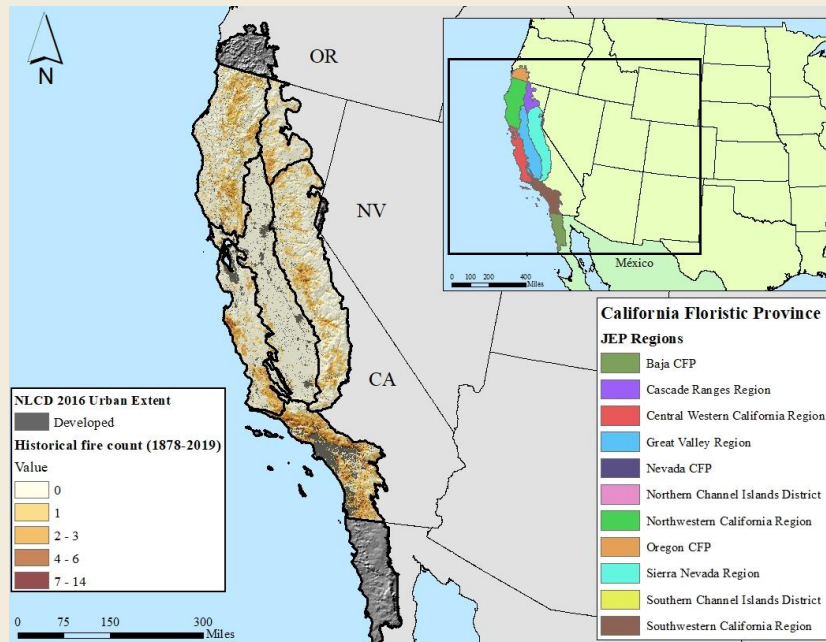 N
OR
NV
CA
México
0 100 200 400
Miles
NLCD 2016 Urban Extent
Developed
Historical fire count (1878-2019)
Value
0
1
2 - 3
4 - 6
7 - 14
0 75 150 300
Miles
California Floristic Province
JEP Regions
Baja CFP
Cascade Ranges Region
Central Western California Region
Great Valley Region
Nevada CFP
Northern Channel Islands District
Northwestern California Region
Oregon CFP
Sierra Nevada Region
Southern Channel Islands District
Southwestern California Region